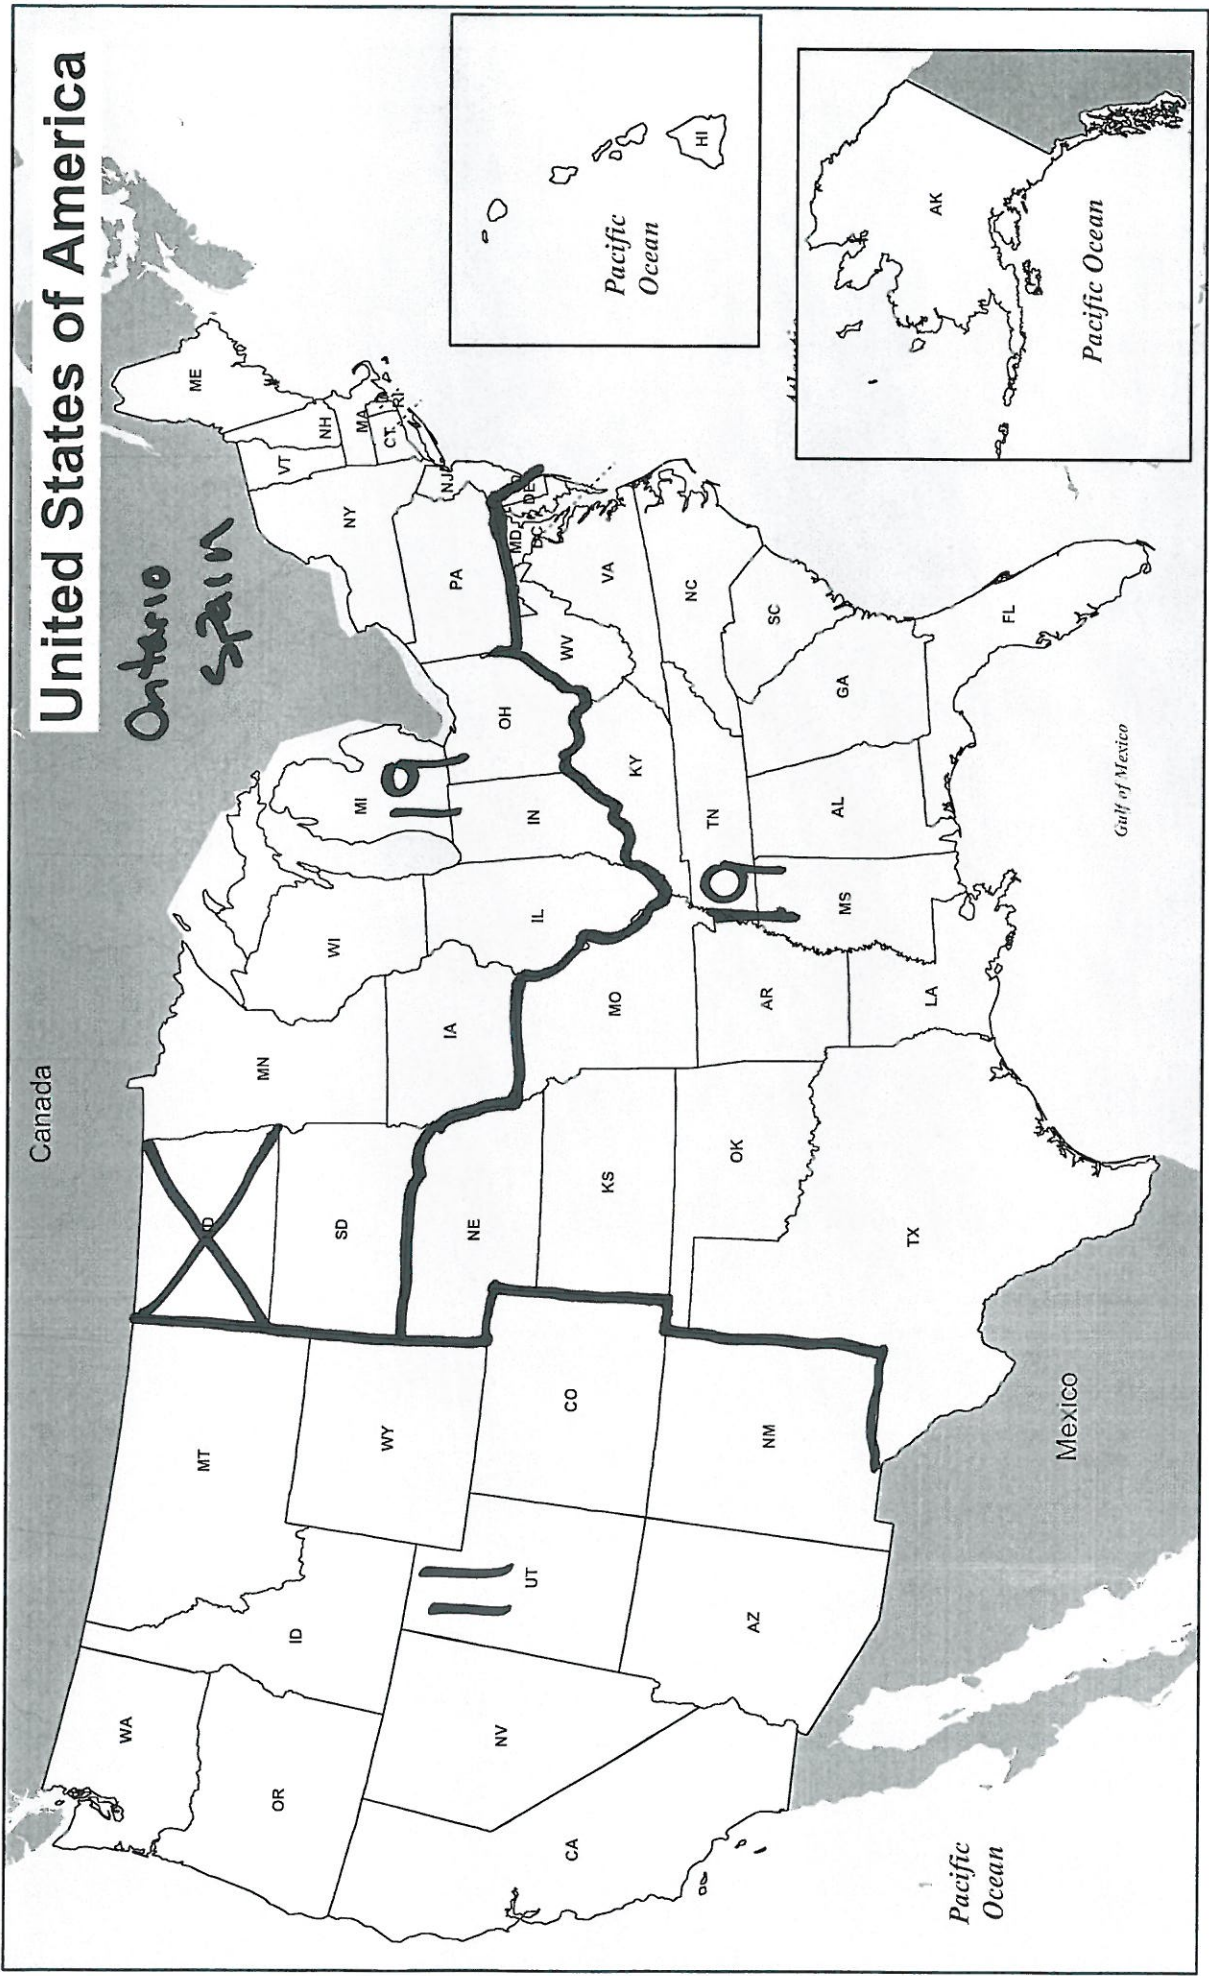 United States of America
Canada
Ontario
Spain
WA
MT
MN
ME
OR
ID
WY
SD
WI
MI
19
VT
NH
NY
MA
CT
RI
NV
UT
11
CO
NE
IA
IL
IN
OH
PA
NJ
CA
AZ
NM
KS
MO
KY
WV
MD
DE
DC
VA
OK
AR
TN
19
NC
SC
TX
LA
MS
AL
GA
FL
Pacific
Ocean
Mexico
Gulf of Mexico
Pacific
Ocean
HI
AK
Pacific Ocean